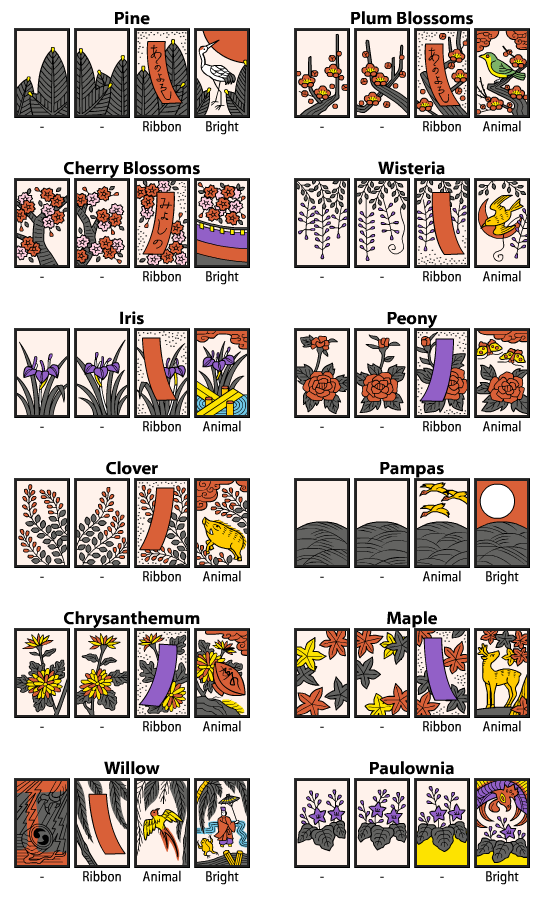 Pine
あのよろし
- - Ribbon Bright
Plum Blossoms
あのよろし
- - Ribbon Animal
Cherry Blossoms
みよしの
- - Ribbon Bright
Wisteria
- - Ribbon Animal
Iris
- - Ribbon Animal
Peony
- - Ribbon Animal
Clover
- - Ribbon Animal
Pampas
- - Animal Bright
Chrysanthemum
- - Ribbon Animal
Maple
- - Ribbon Animal
Willow
- Ribbon Animal Bright
Paulownia
- - - Bright